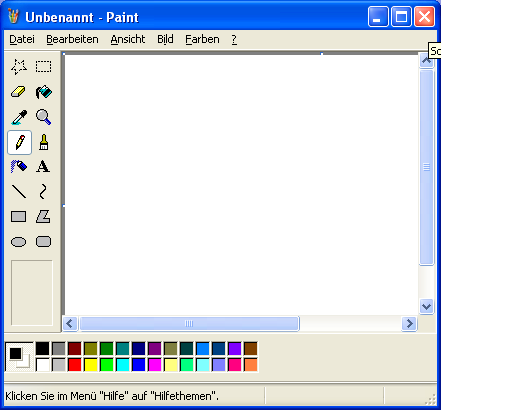 Unbenannt - Paint
Datei Bearbeiten Ansicht Bild Farben ?
Sc
A
Klicken Sie im Menü "Hilfe" auf "Hilfethemen".